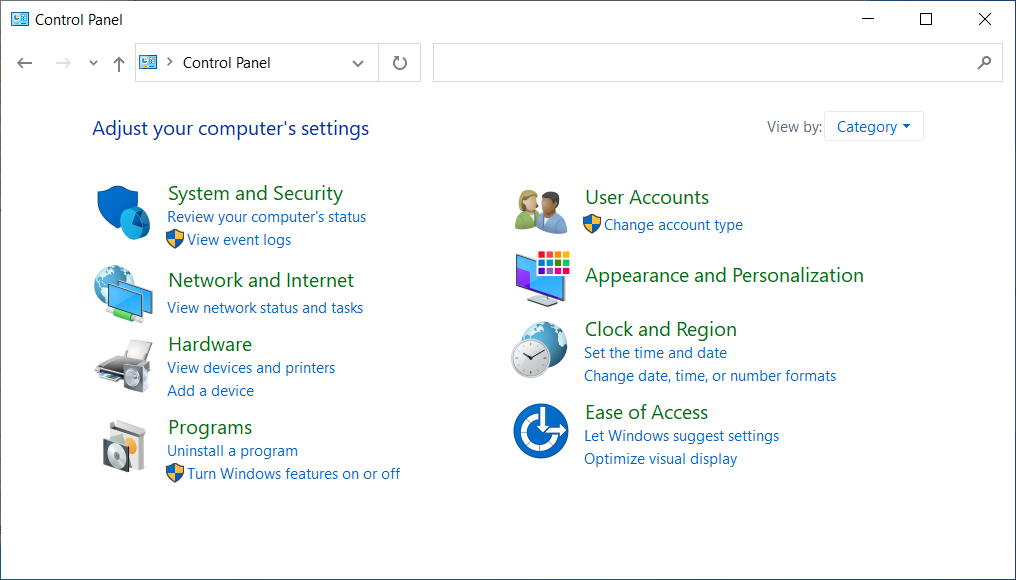 Control Panel
Control Panel
Adjust your computer's settings
View by: Category
System and Security
Review your computer's status
View event logs
Network and Internet
View network status and tasks
Hardware
View devices and printers
Add a device
Programs
Uninstall a program
Turn Windows features on or off
User Accounts
Change account type
Appearance and Personalization
Clock and Region
Set the time and date
Change date, time, or number formats
Ease of Access
Let Windows suggest settings
Optimize visual display